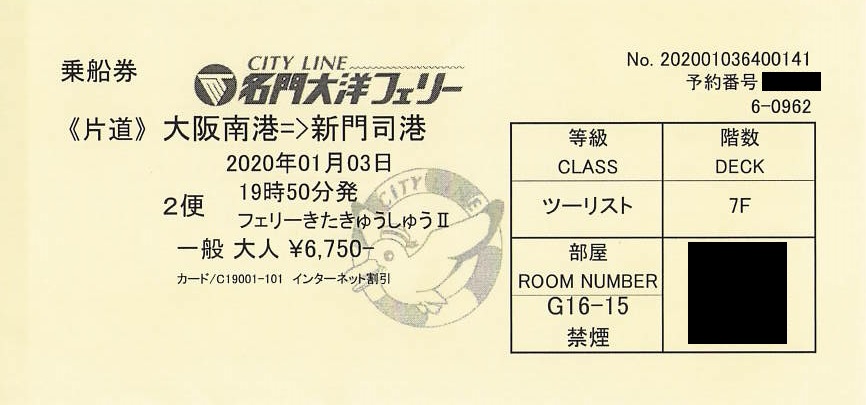 乗船券
CITY LINE
名門大洋フェリー
No. 202001036400141
予約番号
6-0962
《片道》 大阪南港=>新門司港
2020年01月03日
2便
19時50分発
フェリーきたきゅうしゅうⅡ
一般 大人 ¥6,750-
カード/C19001-101 インターネット割引
CITY LINE
等級
CLASS
階数
DECK
ツーリスト
7F
部屋
ROOM NUMBER
G16-15
禁煙